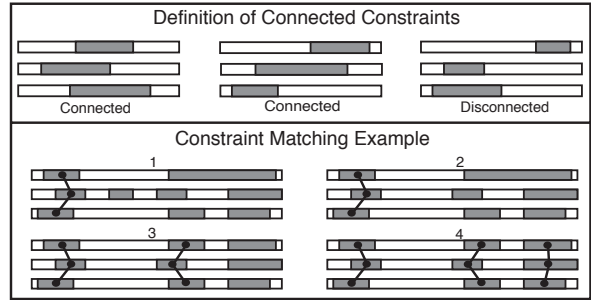 Definition of Connected Constraints
Connected
Connected
Disconnected
Constraint Matching Example
1
2
3
4